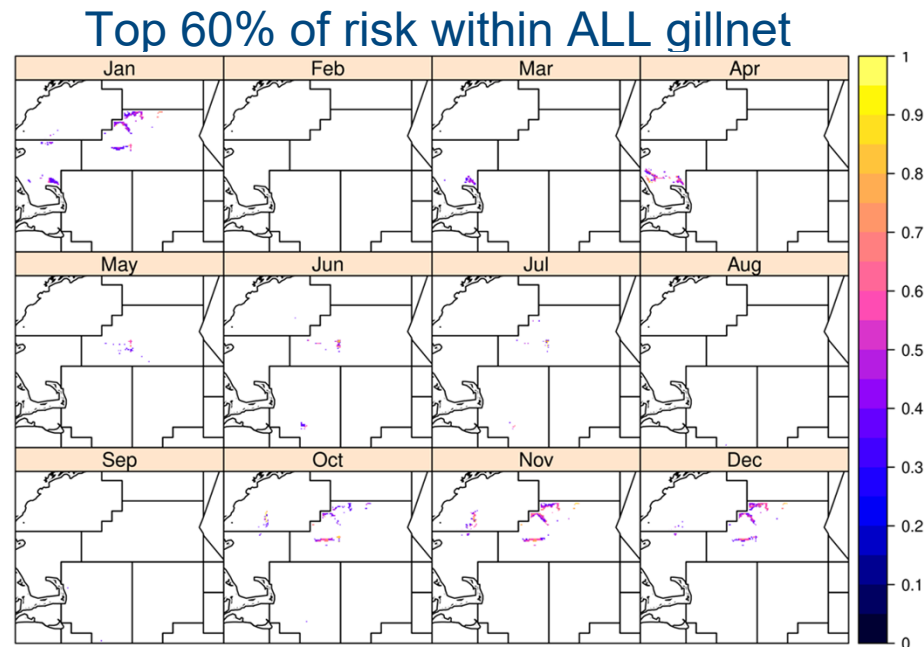 Top 60% of risk within ALL gillnet
Jan Feb Mar Apr
May Jun Jul Aug
Sep Oct Nov Dec
1
0.9
0.8
0.7
0.6
0.5
0.4
0.3
0.2
0.1
0